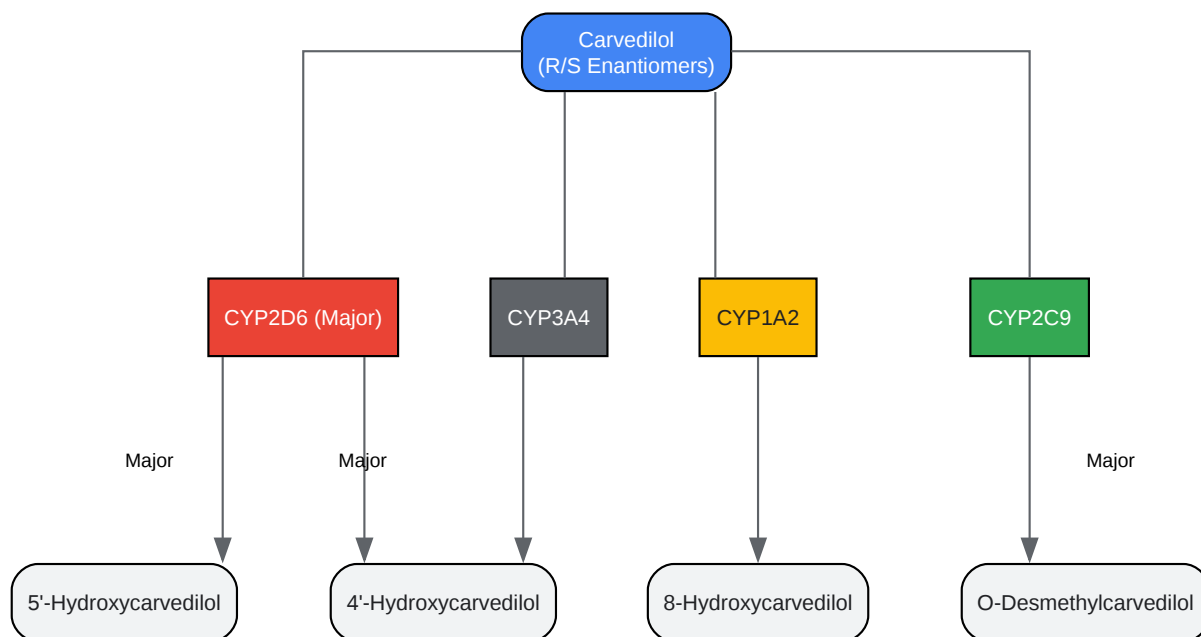 Carvedilol
(R/S Enantiomers)
CYP2D6 (Major)
CYP3A4
CYP1A2
CYP2C9
Major
Major
Major
5'-Hydroxycarvedilol
4'-Hydroxycarvedilol
8-Hydroxycarvedilol
O-Desmethylcarvedilol